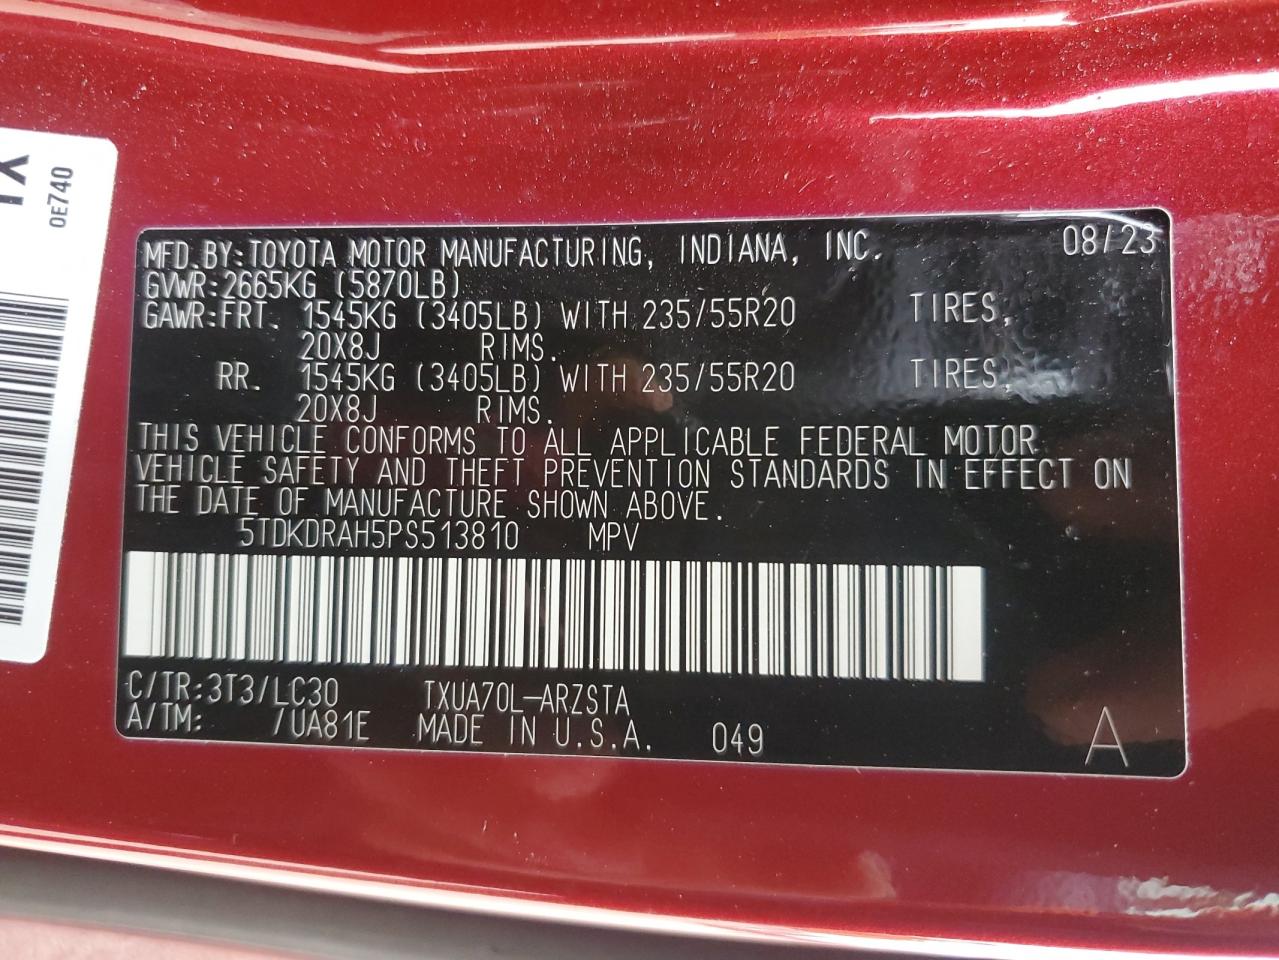 MFD.BY:TOYOTA MOTOR MANUFACTURING, INDIANA, INC. 08/23
GVWR:2665KG (5870LB)
GAWR:FRT. 1545KG (3405LB) WITH 235/55R20 TIRES,
20X8J RIMS.
RR. 1545KG (3405LB) WITH 235/55R20 TIRES,
20X8J RIMS.
THIS VEHICLE CONFORMS TO ALL APPLICABLE FEDERAL MOTOR
VEHICLE SAFETY AND THEFT PREVENTION STANDARDS IN EFFECT ON
THE DATE OF MANUFACTURE SHOWN ABOVE.
5TDKDRAH5PS513810 MPV
C/TR:3T3/LC30 TXUA70L-ARZSTA
A/TM: /UA81E MADE IN U.S.A. 049 A
0E740